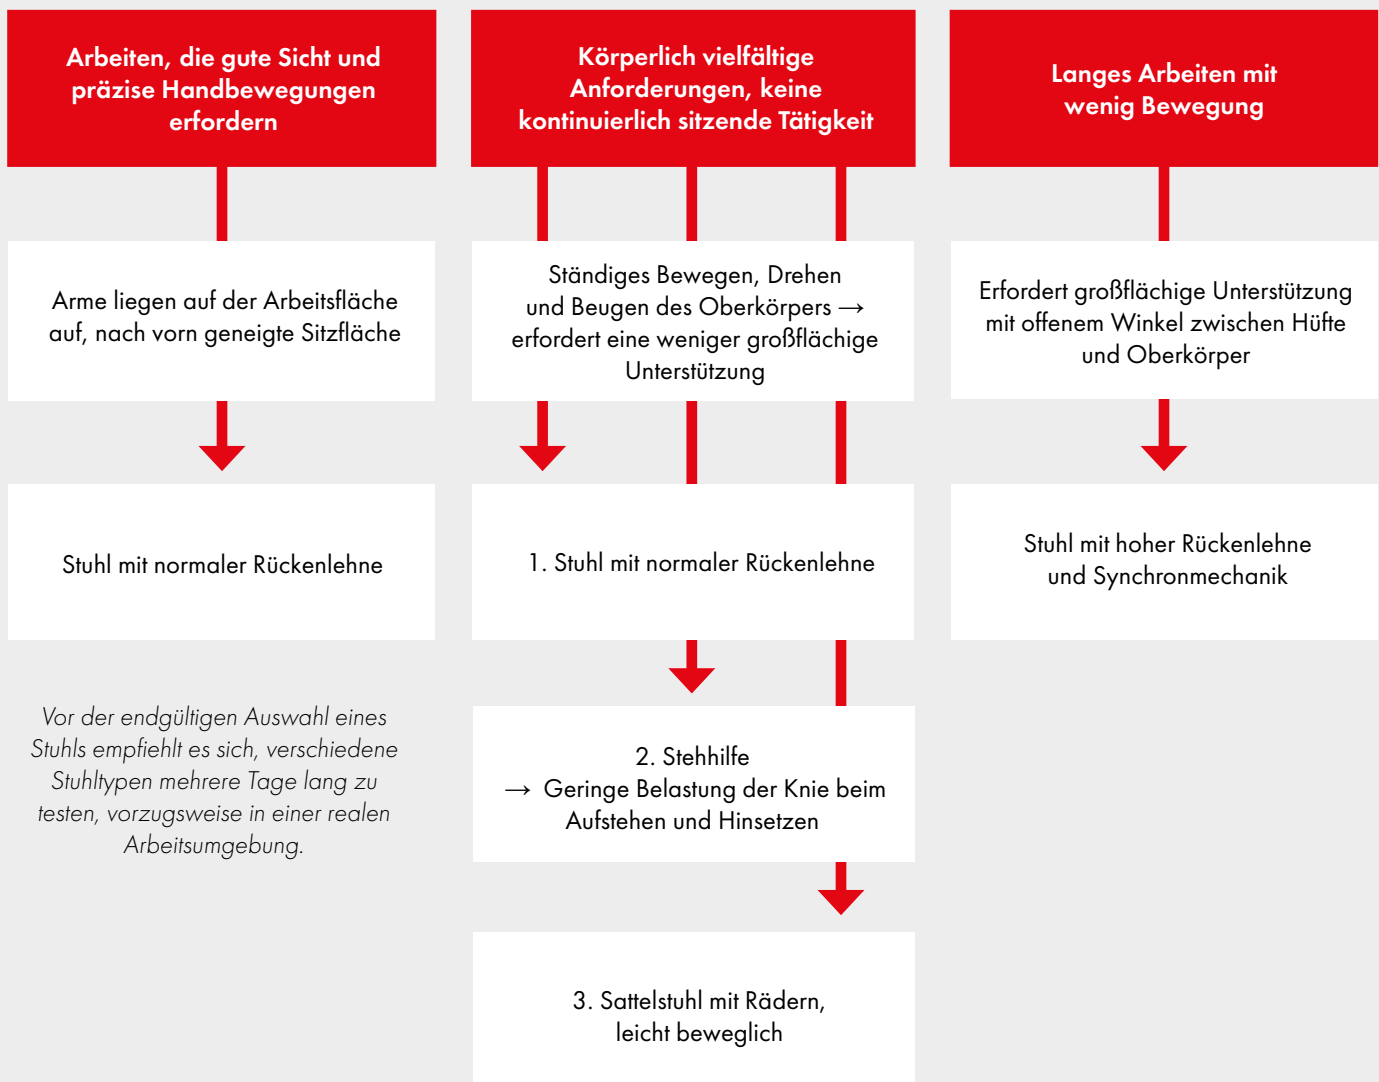 Arbeiten, die gute Sicht und
präzise Handbewegungen
erfordern
Arme liegen auf der Arbeitsfläche
auf, nach vorn geneigte Sitzfläche
Stuhl mit normaler Rückenlehne
Vor der endgültigen Auswahl eines
Stuhls empfiehlt es sich, verschiedene
Stuhltypen mehrere Tage lang zu
testen, vorzugsweise in einer realen
Arbeitsumgebung.
Körperlich vielfältige
Anforderungen, keine
kontinuierlich sitzende Tätigkeit
Ständiges Bewegen, Drehen
und Beugen des Oberkörpers →
erfordert eine weniger großflächige
Unterstützung
1. Stuhl mit normaler Rückenlehne
2. Stehhilfe
→ Geringe Belastung der Knie beim
Aufstehen und Hinsetzen
3. Sattelstuhl mit Rädern,
leicht beweglich
Langes Arbeiten mit
wenig Bewegung
Erfordert großflächige Unterstützung
mit offenem Winkel zwischen Hüfte
und Oberkörper
Stuhl mit hoher Rückenlehne
und Synchronmechanik